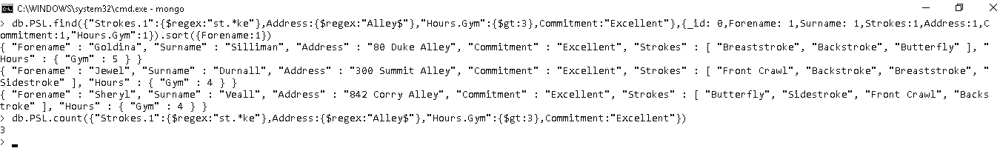 C:\WINDOWS\system32\cmd.exe - mongo
> db.PSL.find({"Strokes.1":{$regex:"st.*ke"},Address:{$regex:"Alley$"},"Hours.Gym":{$gt:3},Commitment:"Excellent"},{_id: 0,Forename: 1,Surname: 1,Strokes:1,Address:1,C
ommitment:1,"Hours.Gym":1}).sort({Forename:1})
{ "Forename" : "Goldina", "Surname" : "Silliman", "Address" : "80 Duke Alley", "Commitment" : "Excellent", "Strokes" : [ "Breaststroke", "Backstroke", "Butterfly" ], "
Hours" : { "Gym" : 5 } }
{ "Forename" : "Jewel", "Surname" : "Durnall", "Address" : "300 Summit Alley", "Commitment" : "Excellent", "Strokes" : [ "Front Crawl", "Backstroke", "Breaststroke", "
Sidestroke" ], "Hours" : { "Gym" : 4 } }
{ "Forename" : "Sheryl", "Surname" : "Veall", "Address" : "842 Corry Alley", "Commitment" : "Excellent", "Strokes" : [ "Butterfly", "Sidestroke", "Front Crawl", "Backs
troke" ], "Hours" : { "Gym" : 4 } }
> db.PSL.count({"Strokes.1":{$regex:"st.*ke"},Address:{$regex:"Alley$"},"Hours.Gym":{$gt:3},Commitment:"Excellent"})
3
>